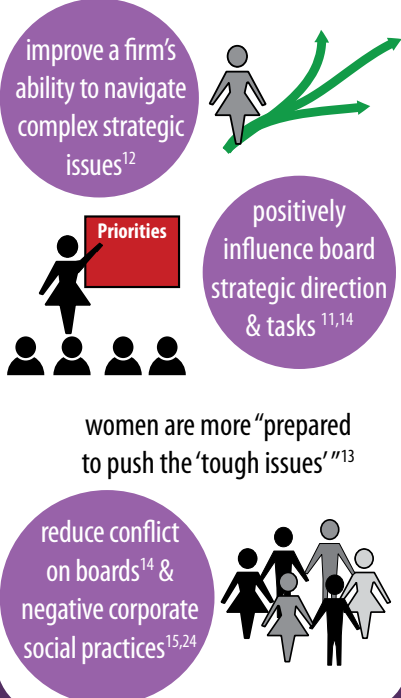 improve a firm's
ability to navigate
complex strategic
issues12
Priorities
positively
influence board
strategic direction
& tasks 11,14
women are more “prepared
to push the ‘tough issues’ ”13
reduce conflict
on boards14 &
negative corporate
social practices15,24